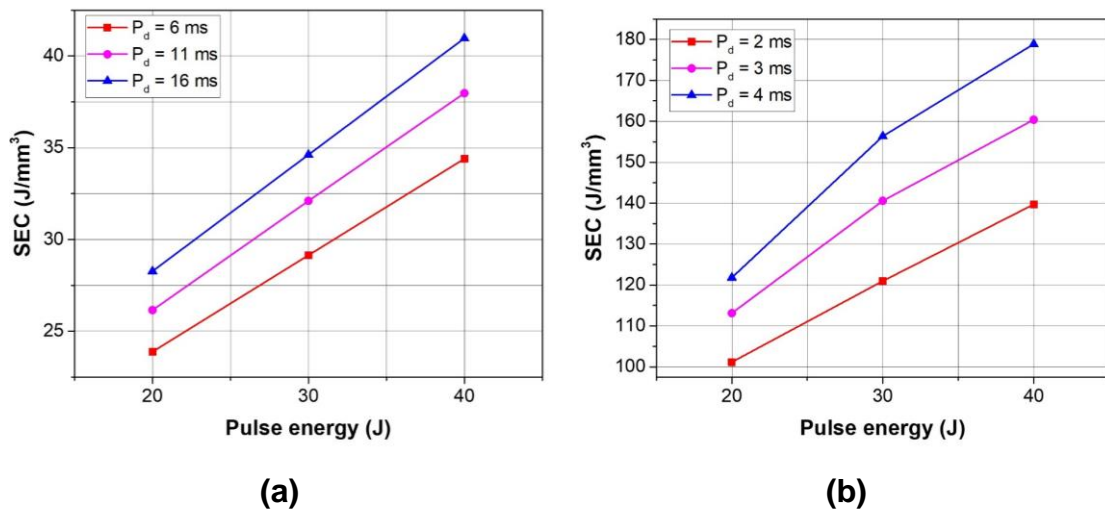 P_d = 6 ms
P_d = 11 ms
P_d = 16 ms
SEC (J/mm³)
40
35
30
25
20 30 40
Pulse energy (J)
(a)
P_d = 2 ms
P_d = 3 ms
P_d = 4 ms
SEC (J/mm³)
180
170
160
150
140
130
120
110
100
20 30 40
Pulse energy (J)
(b)